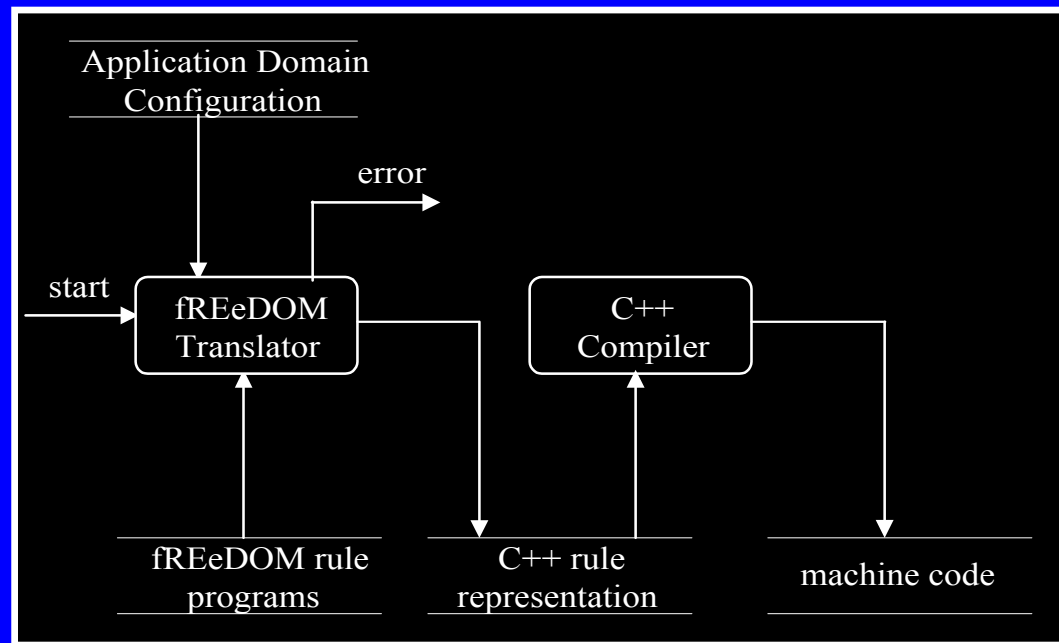 Application Domain
Configuration
error
start
fREeDOM
Translator
C++
Compiler
fREeDOM rule
programs
C++ rule
representation
machine code